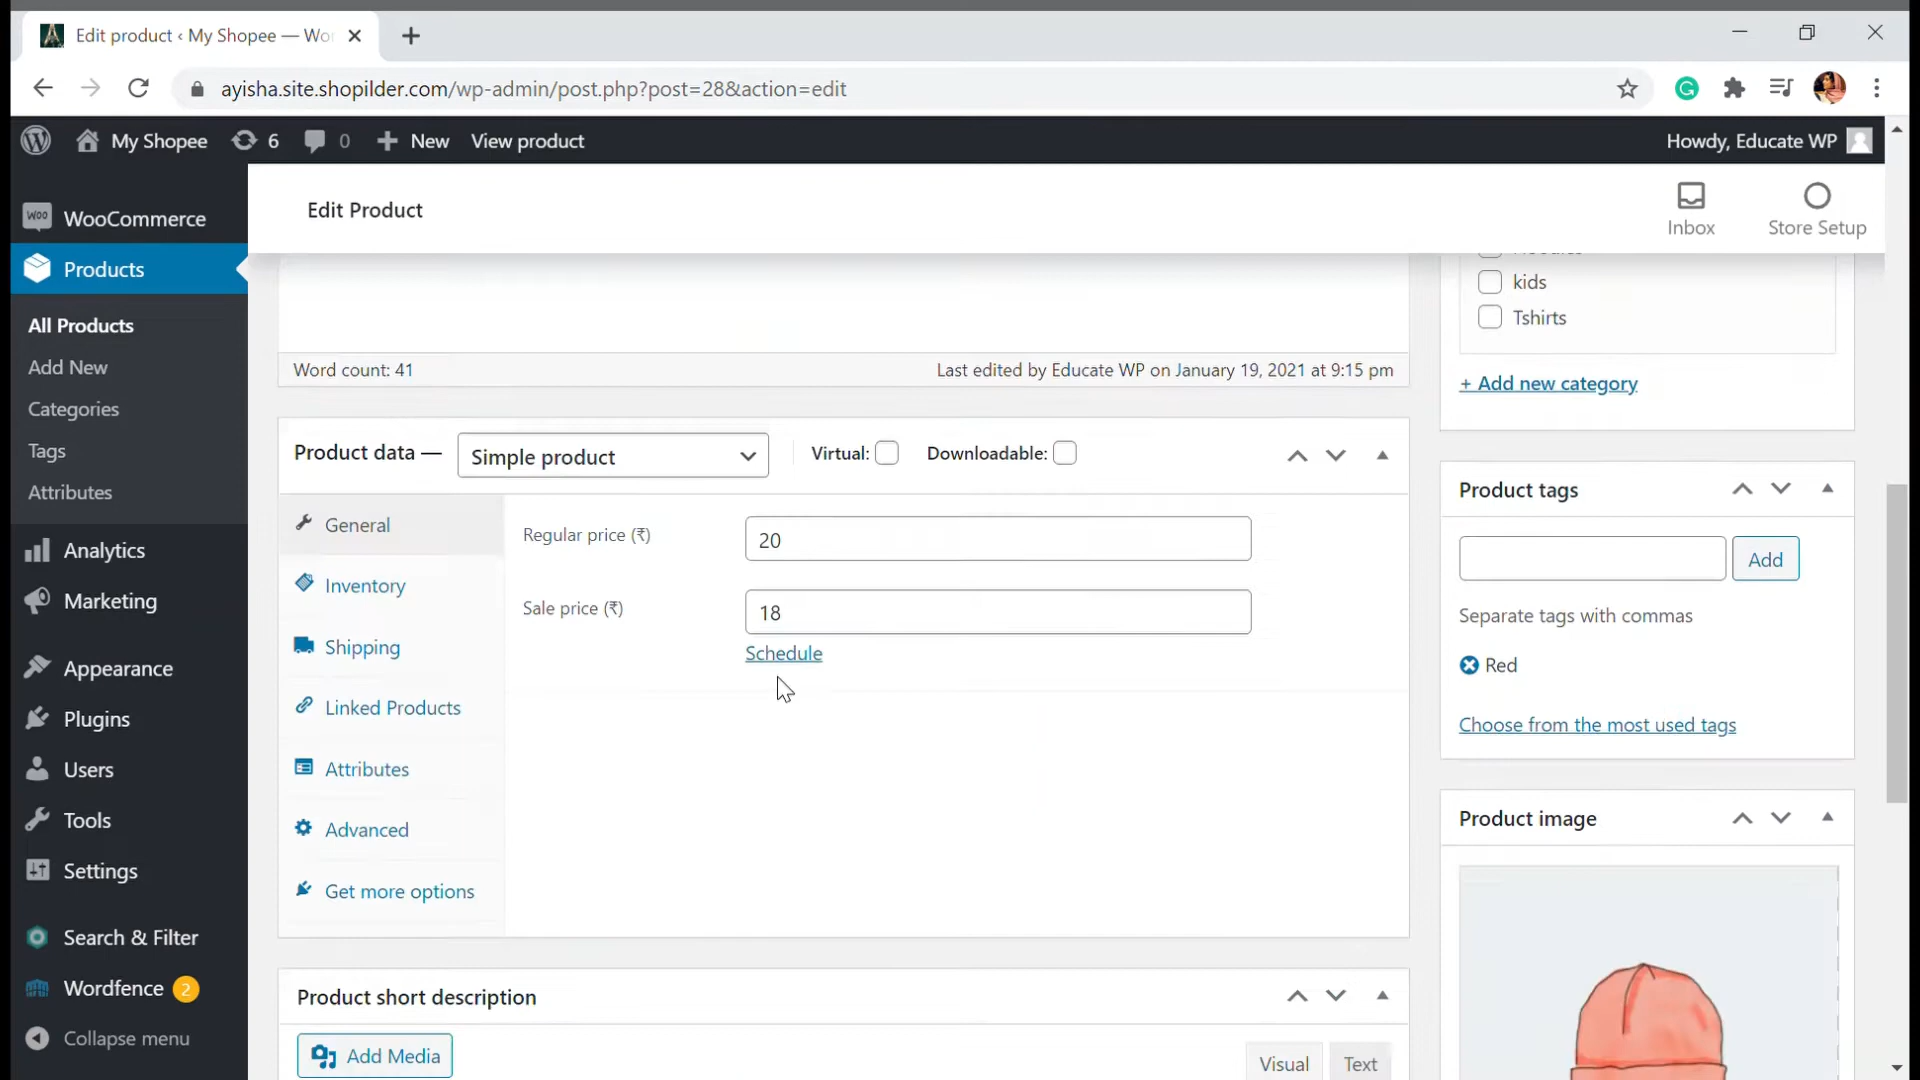 Edit product ‹ My Shopee — Wo
ayisha.site.shopilder.com/wp-admin/post.php?post=28&action=edit
My Shopee 6 0 New View product Howdy, Educate WP
WOO WooCommerce
Products
All Products
Add New
Categories
Tags
Attributes
Analytics
Marketing
Appearance
Plugins
Users
Tools
Settings
Search & Filter
Wordfence 2
Collapse menu
Edit Product
Inbox
Store Setup
Word count: 41
Last edited by Educate WP on January 19, 2021 at 9:15 pm
Product data — Simple product Virtual: Downloadable:
General
Inventory
Shipping
Linked Products
Attributes
Advanced
Get more options
Regular price (₹) 20
Sale price (₹) 18
Schedule
Product short description
Add Media
Visual Text
kids
Tshirts
+ Add new category
Product tags
Add
Separate tags with commas
Red
Choose from the most used tags
Product image